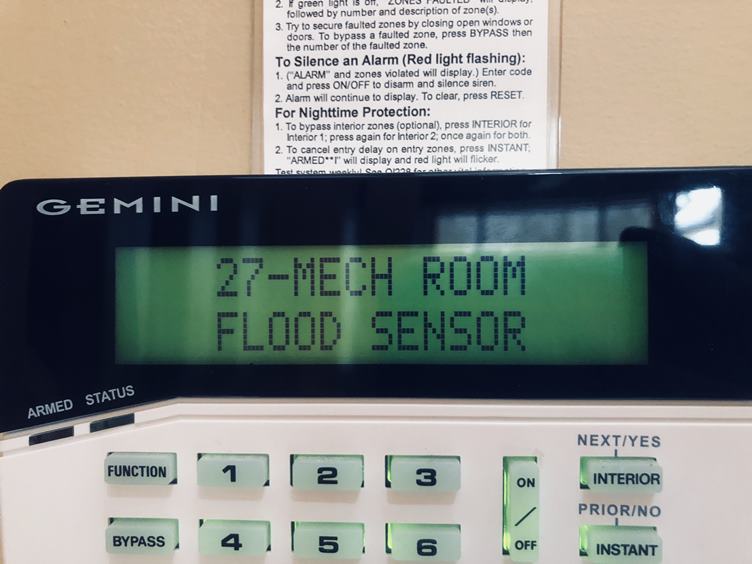 2. If green light is off, "ZONES FAULTED" will display,
followed by number and description of zone(s).
3. Try to secure faulted zones by closing open windows or
doors. To bypass a faulted zone, press BYPASS then
the number of the faulted zone.
To Silence an Alarm (Red light flashing):
1. ("ALARM" and zones violated will display.) Enter code
and press ON/OFF to disarm and silence siren.
2. Alarm will continue to display. To clear, press RESET.
For Nighttime Protection:
1. To bypass interior zones (optional), press INTERIOR for
Interior 1; press again for Interior 2; once again for both.
2. To cancel entry delay on entry zones, press INSTANT;
"ARMED**I" will display and red light will flicker.
Test system weekly! See OI228 for other vital information
GEMINI
27-MECH ROOM
FLOOD SENSOR
ARMED STATUS
NEXT/YES
FUNCTION 1 2 3 ON INTERIOR
/
PRIOR/NO
BYPASS 4 5 6 OFF INSTANT